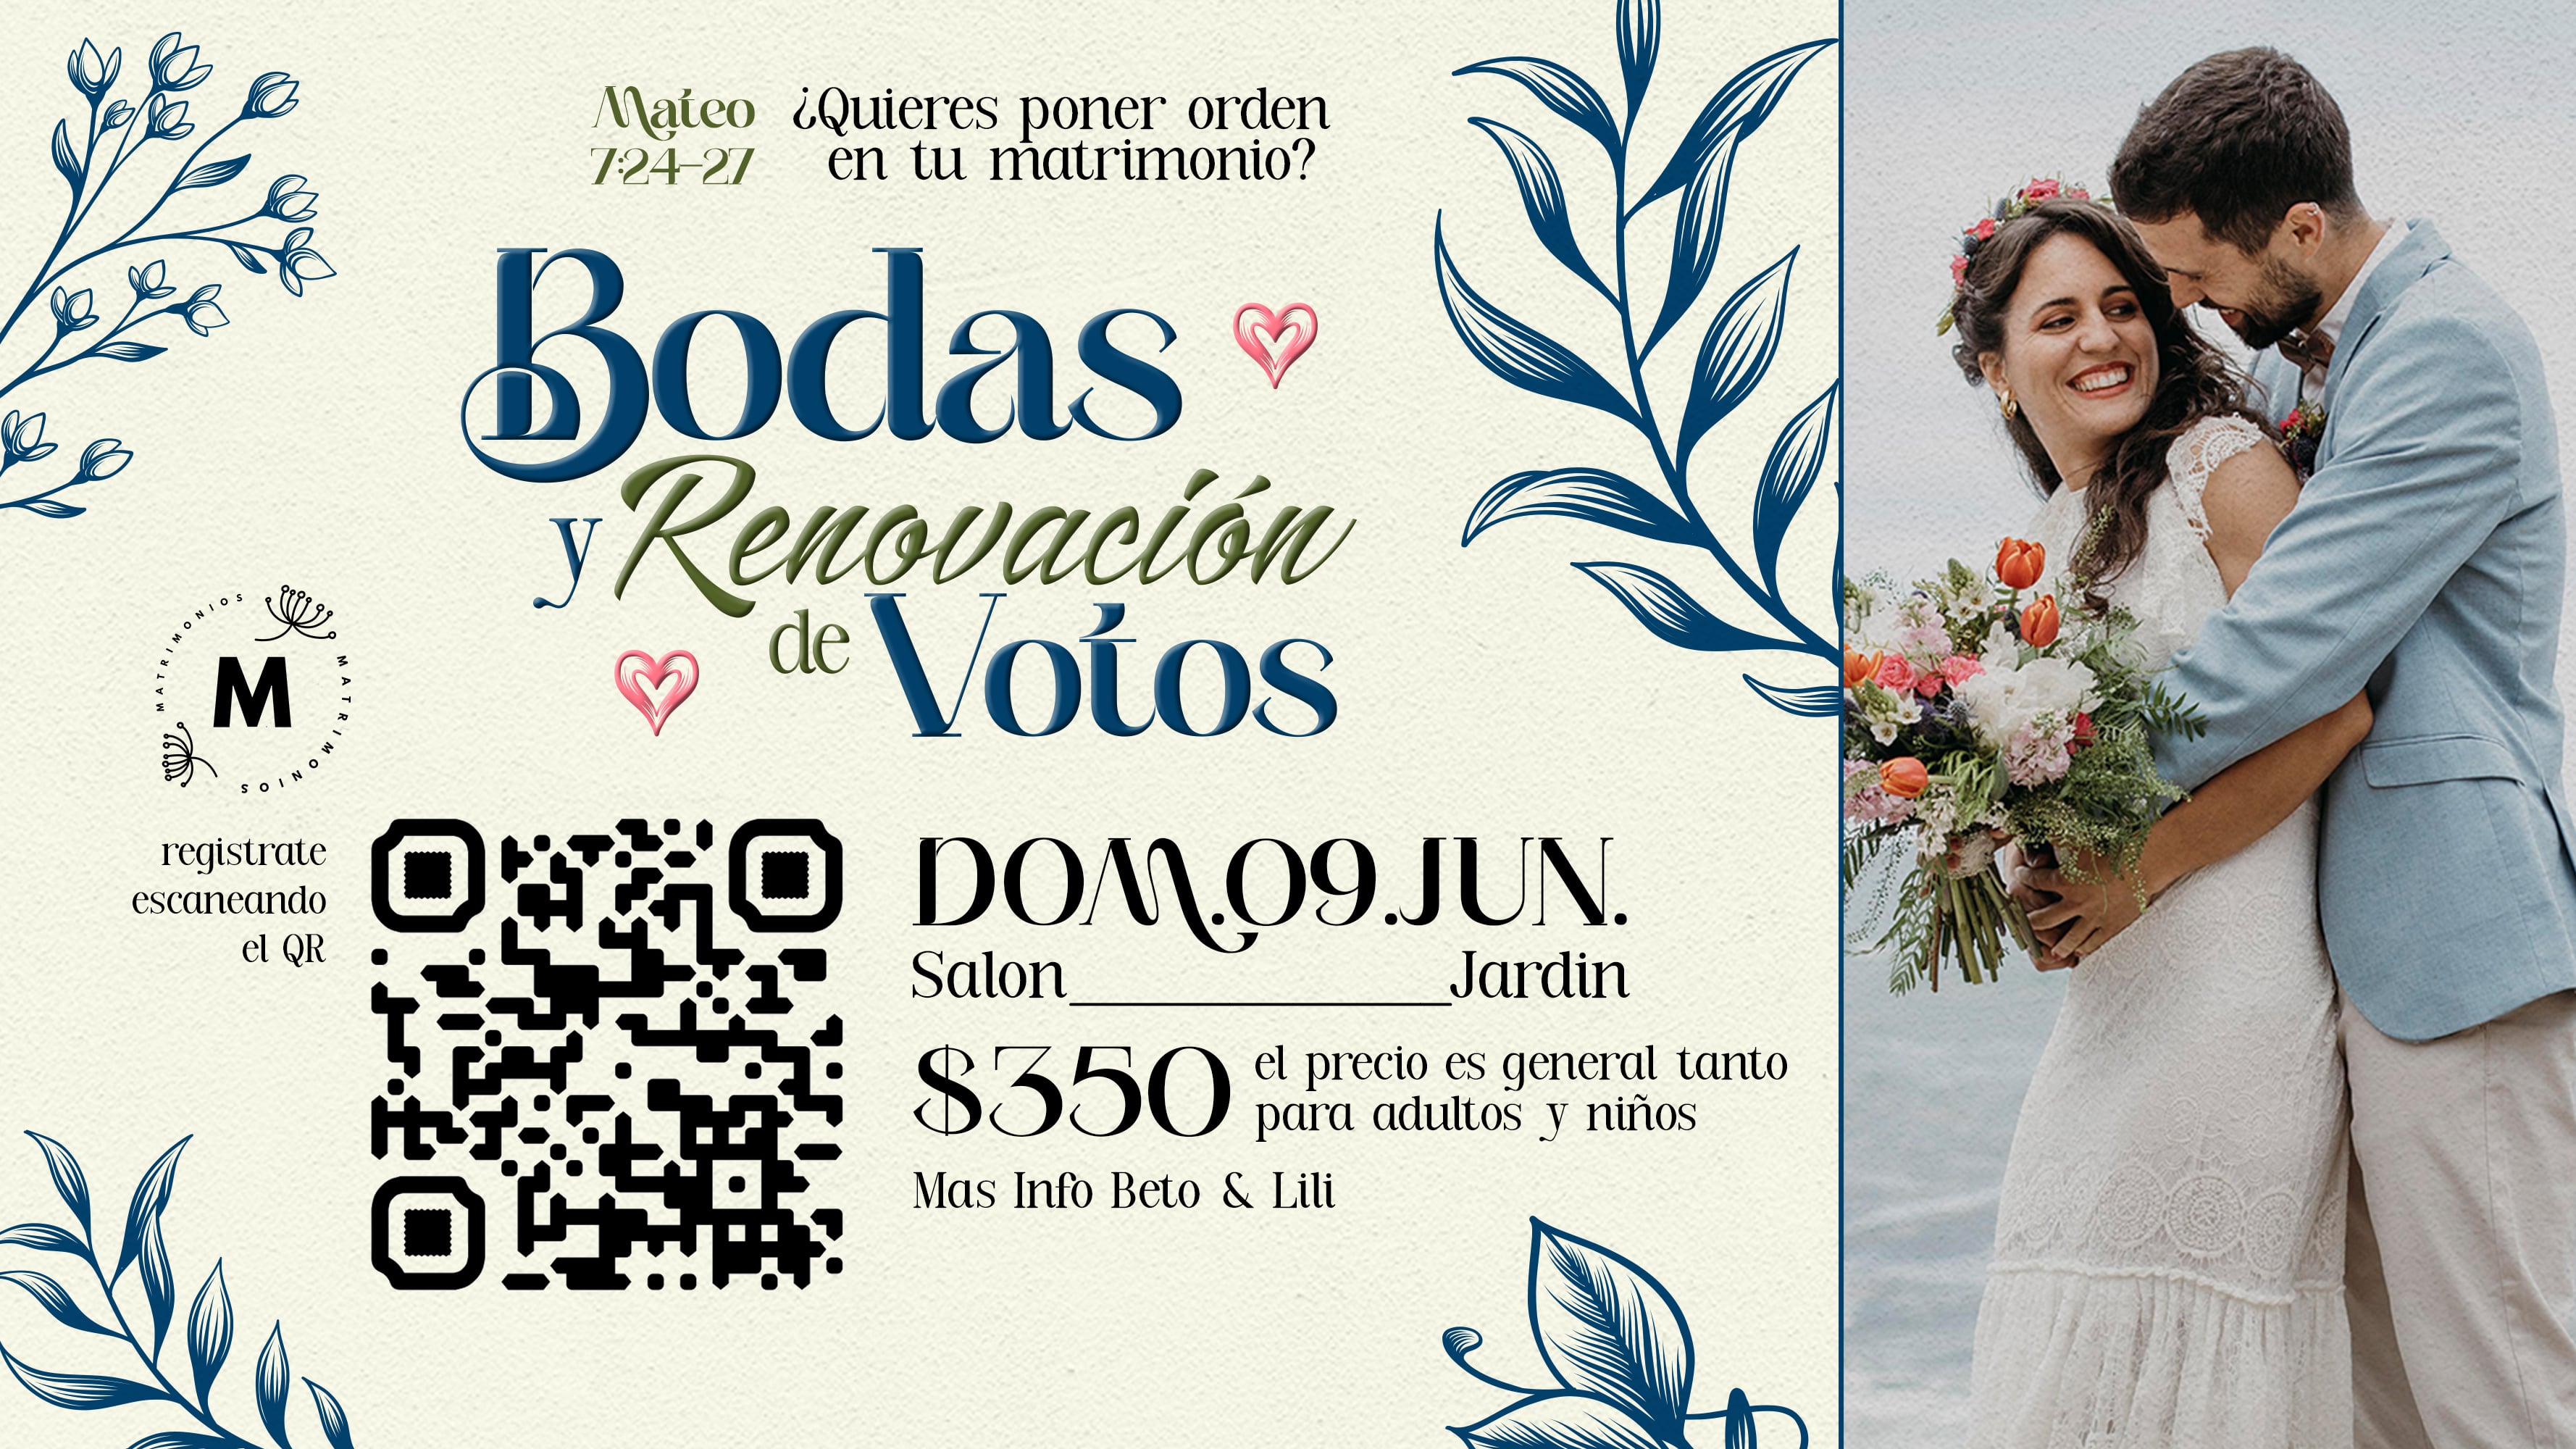 Mateo
7:24-27
¿Quieres poner orden
en tu matrimonio?
Bodas
y Renovación
de Votos
MATRIMONIOS
M
MATRIMONIOS
registrate
escaneando
el QR
DOM.09.JUN.
Salon____________Jardin
$350
el precio es general tanto
para adultos y niños
Mas Info Beto & Lili